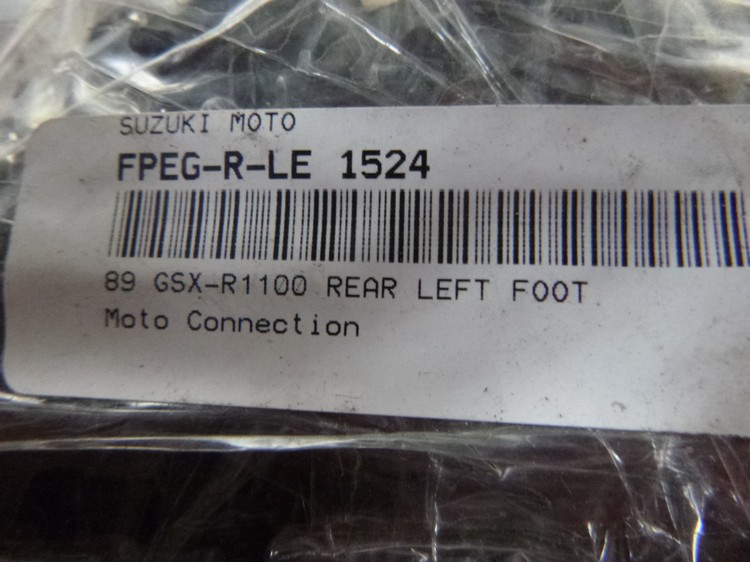 SUZUKI MOTO
FPEG-R-LE 1524
89 GSX-R1100 REAR LEFT FOOT
Moto Connection